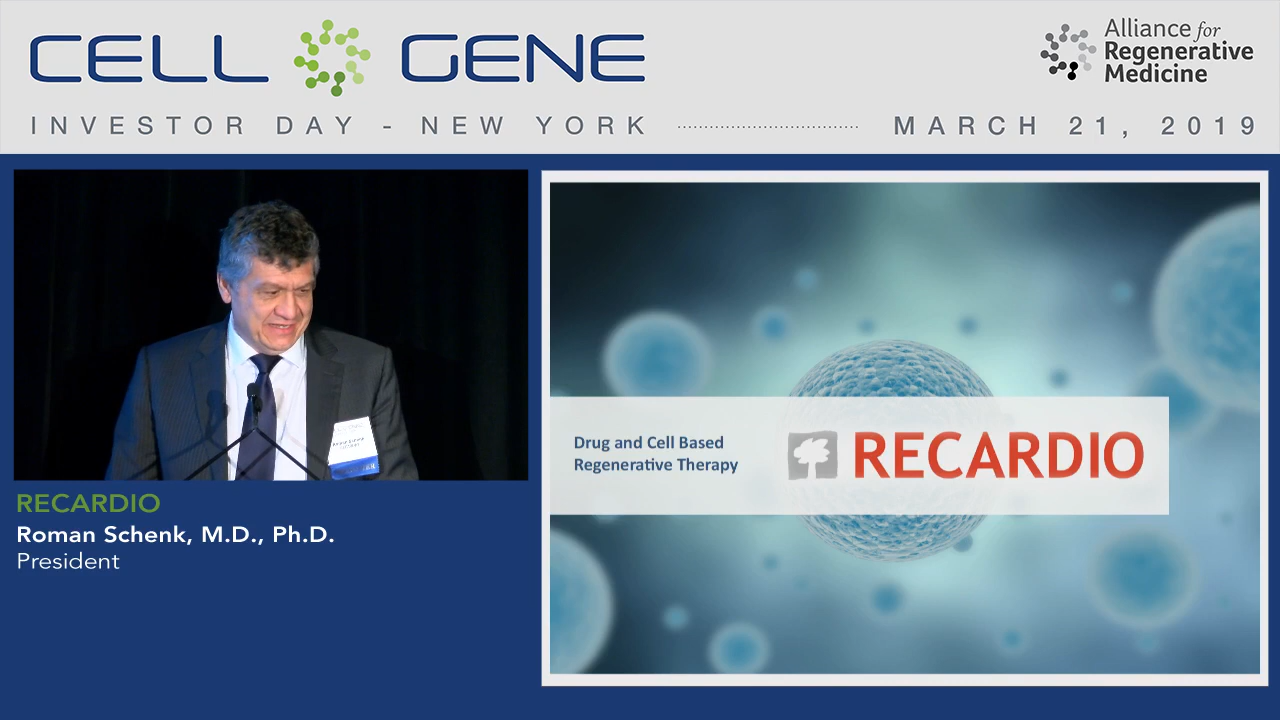 CELL GENE
Alliance for
Regenerative
Medicine
INVESTOR DAY - NEW YORK
MARCH 21, 2019
Drug and Cell Based
Regenerative Therapy
RECARDIO
RECARDIO
Roman Schenk, M.D., Ph.D.
President